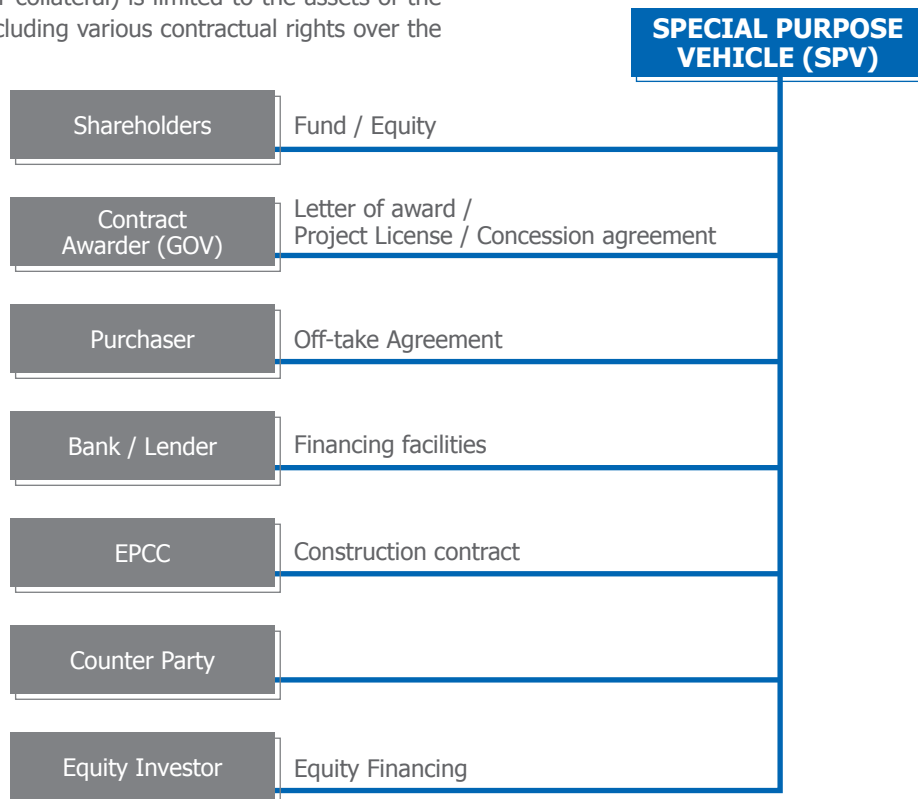 collateral) is limited to the assets of the
cluding various contractual rights over the
SPECIAL PURPOSE
VEHICLE (SPV)
Shareholders
Fund / Equity
Contract
Awarder (GOV)
Letter of award /
Project License / Concession agreement
Purchaser
Off-take Agreement
Bank / Lender
Financing facilities
EPCC
Construction contract
Counter Party
Equity Investor
Equity Financing